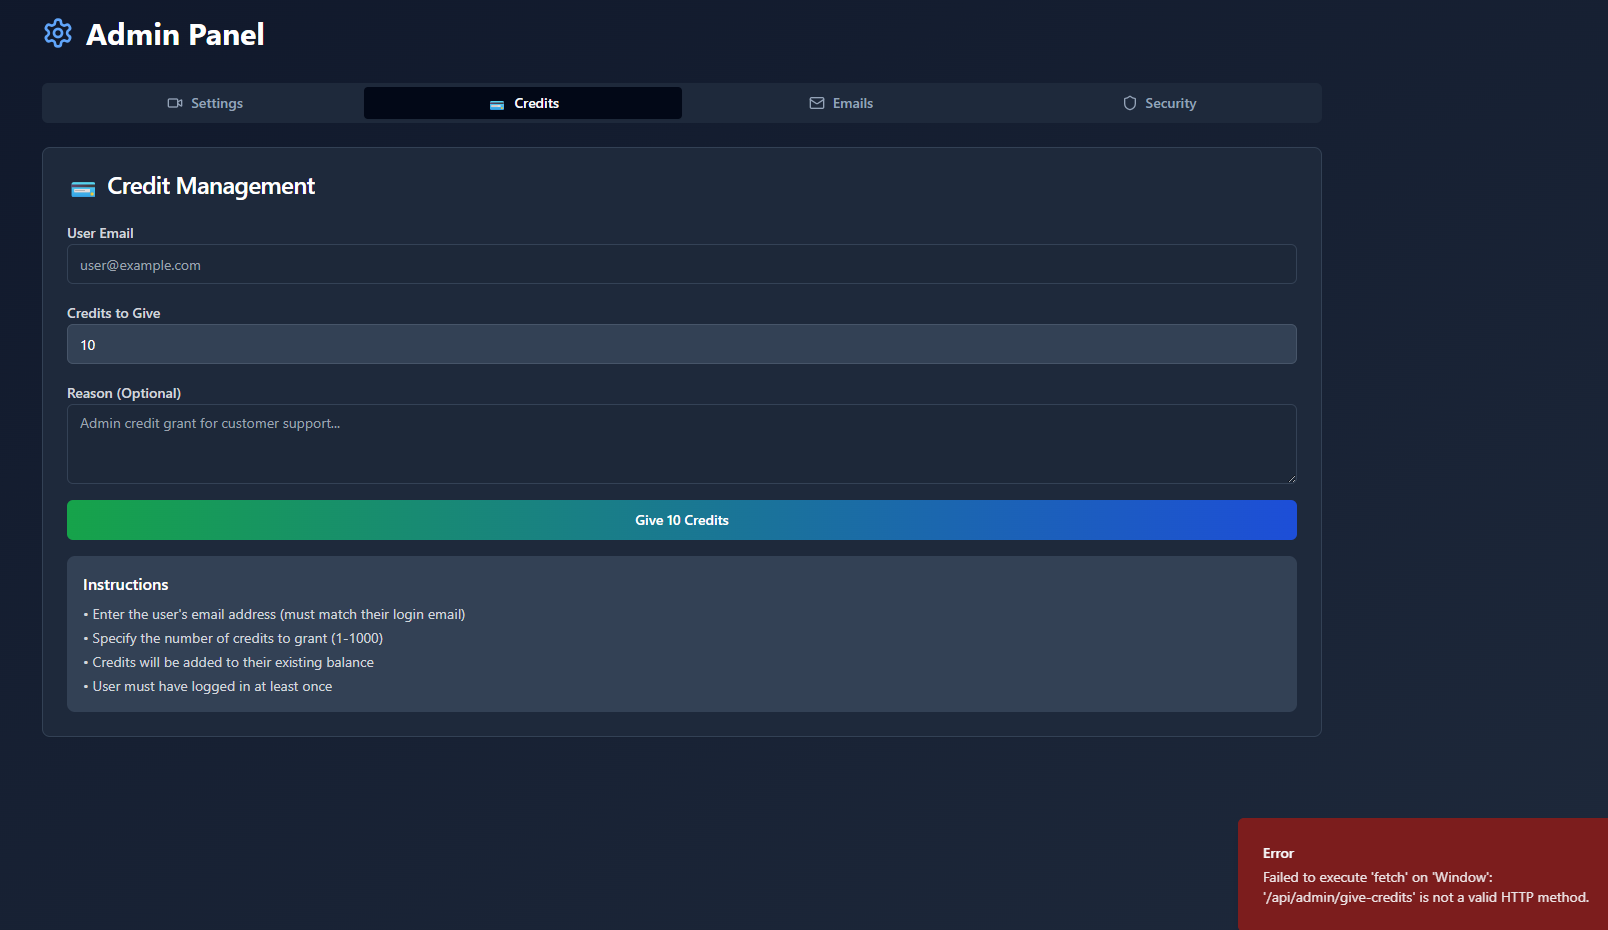 Admin Panel
Settings
Credits
Emails
Security
Credit Management
User Email
user@example.com
Credits to Give
10
Reason (Optional)
Admin credit grant for customer support...
Give 10 Credits
Instructions
• Enter the user's email address (must match their login email)
• Specify the number of credits to grant (1-1000)
• Credits will be added to their existing balance
• User must have logged in at least once
Error
Failed to execute 'fetch' on 'Window':
'/api/admin/give-credits' is not a valid HTTP method.